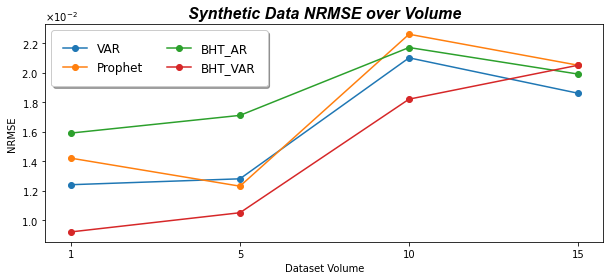 Synthetic Data NRMSE over Volume
×10⁻²
VAR
Prophet
BHT_AR
BHT_VAR
NRMSE
2.2
2.0
1.8
1.6
1.4
1.2
1.0
1 5 10 15
Dataset Volume